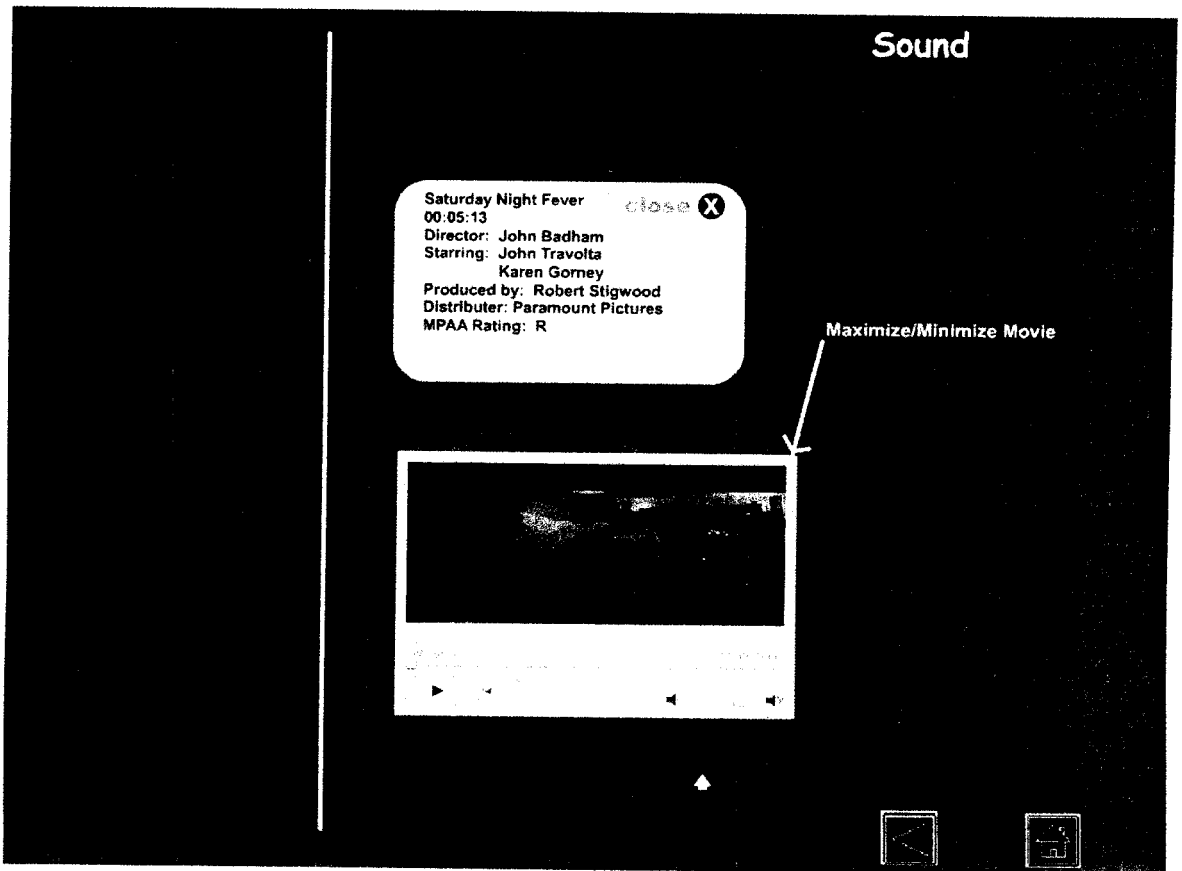 Sound
Saturday Night Fever
close X
00:05:13
Director: John Badham
Starring: John Travolta
Karen Gorney
Produced by: Robert Stigwood
Distributer: Paramount Pictures
MPAA Rating: R
Maximize/Minimize Movie